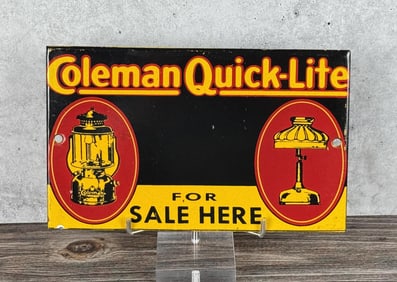 Coleman Quick-Lite
FOR
SALE HERE